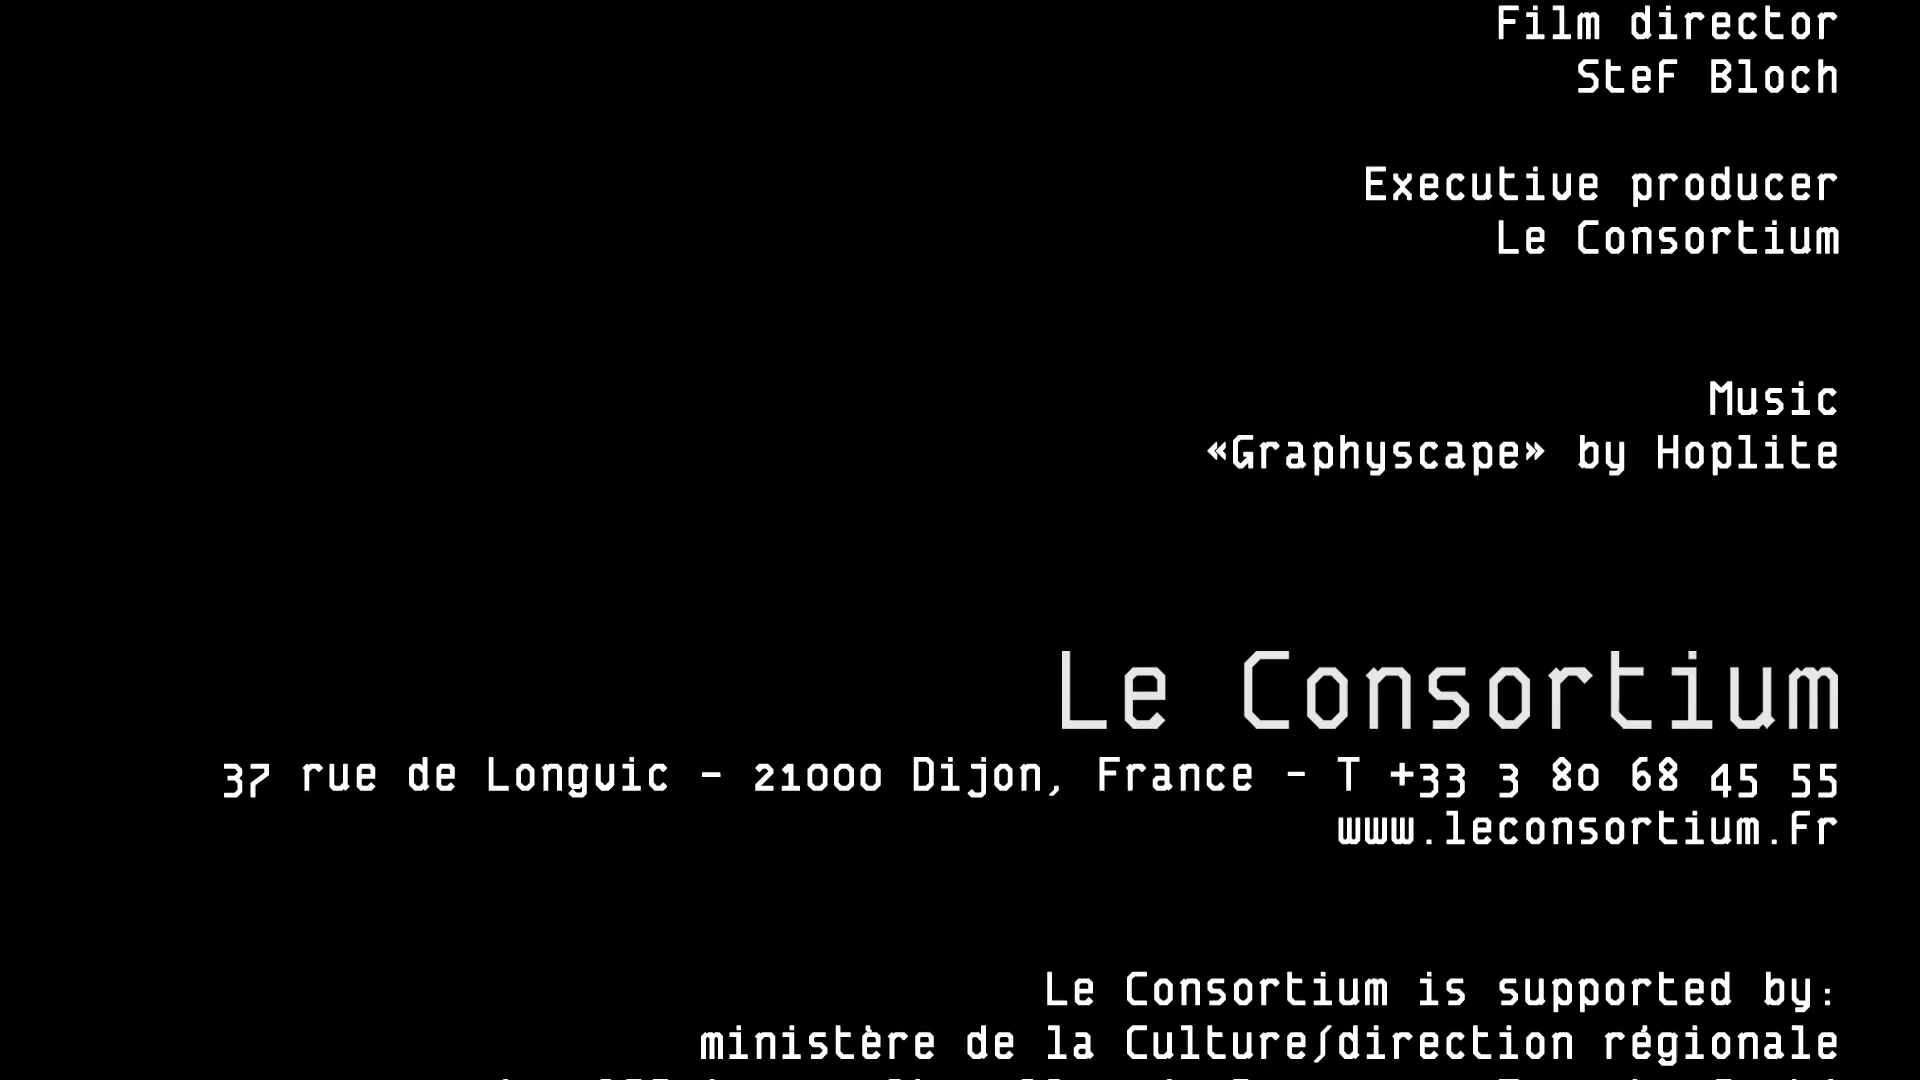 Film director
Stef Bloch
Executive producer
Le Consortium
Music
«Graphyscape» by Hoplite
Le Consortium
37 rue de Longvic – 21000 Dijon, France – T +33 3 80 68 45 55
www.leconsortium.fr
Le Consortium is supported by:
ministère de la Culture/direction régionale